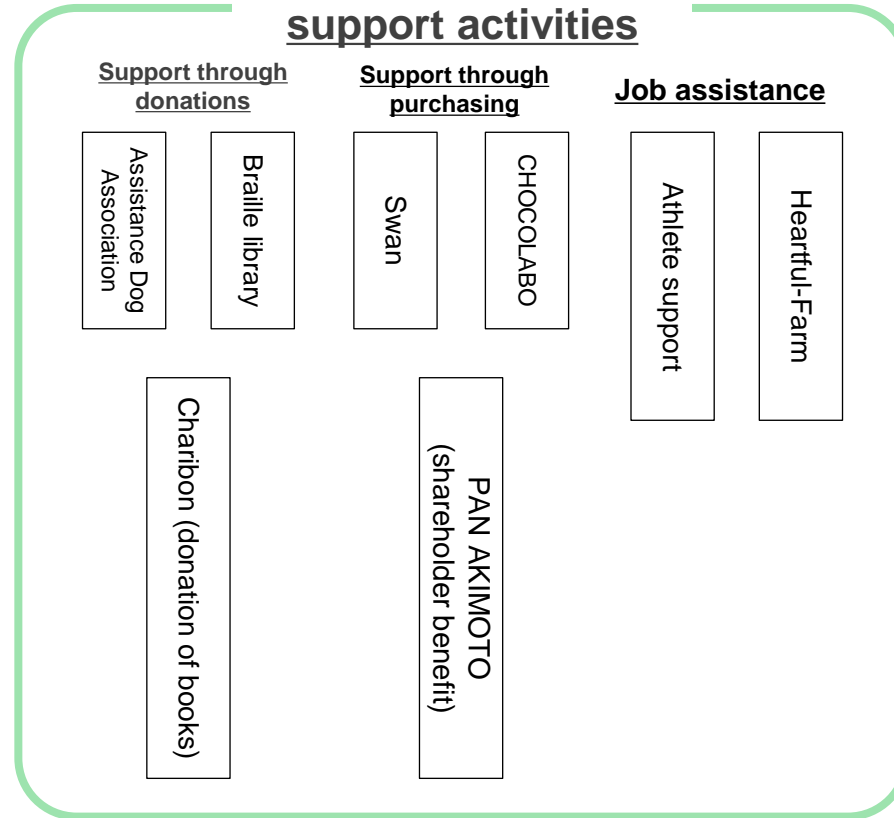 support activities
Support through
donations
Assistance Dog
Association
Braille library
Charibon (donation of books)
Support through
purchasing
Swan
CHOCOLABO
PAN AKIMOTO
(shareholder benefit)
Job assistance
Athlete support
Heartful-Farm